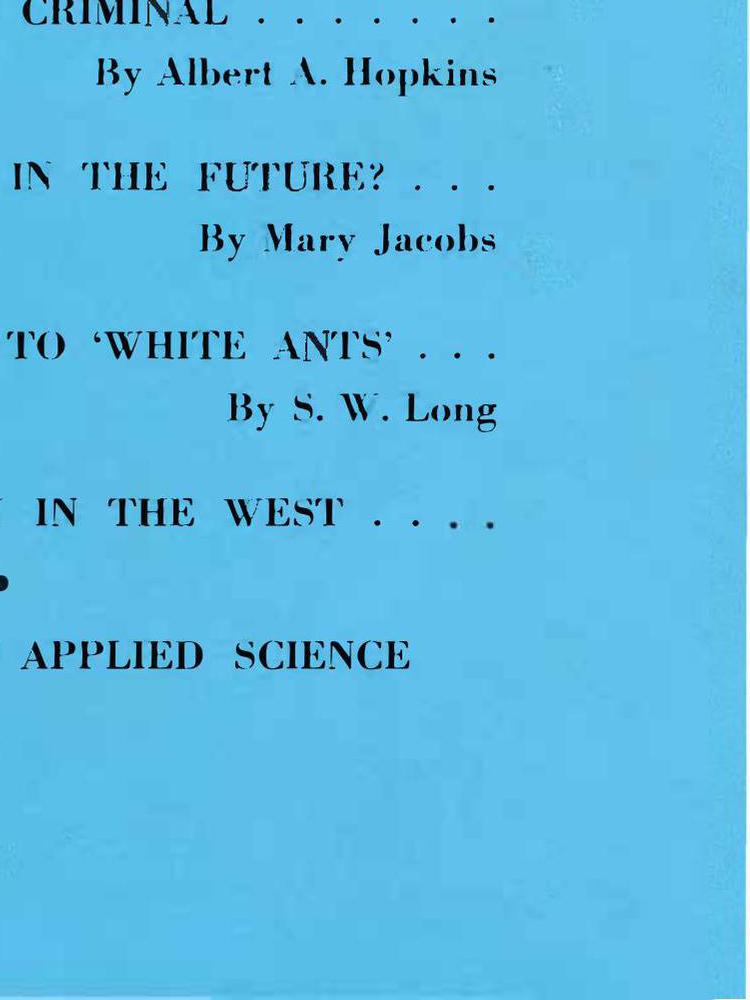 CRIMINAL . . . . . . .
By Albert A. Hopkins
IN THE FUTURE? . . .
By Mary Jacobs
TO ‘WHITE ANTS’ . . .
By S. W. Long
IN THE WEST . . . .
APPLIED SCIENCE